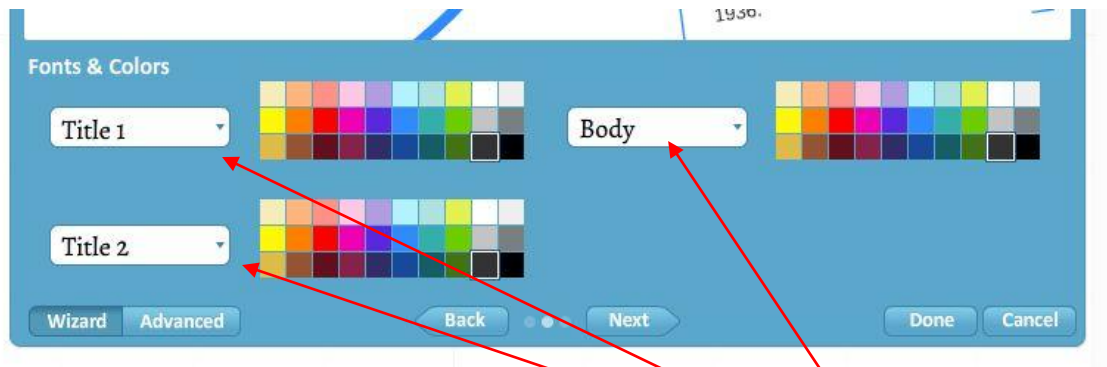 1936.
Fonts & Colors
Title 1
Body
Title 2
Wizard Advanced Back Next Done Cancel